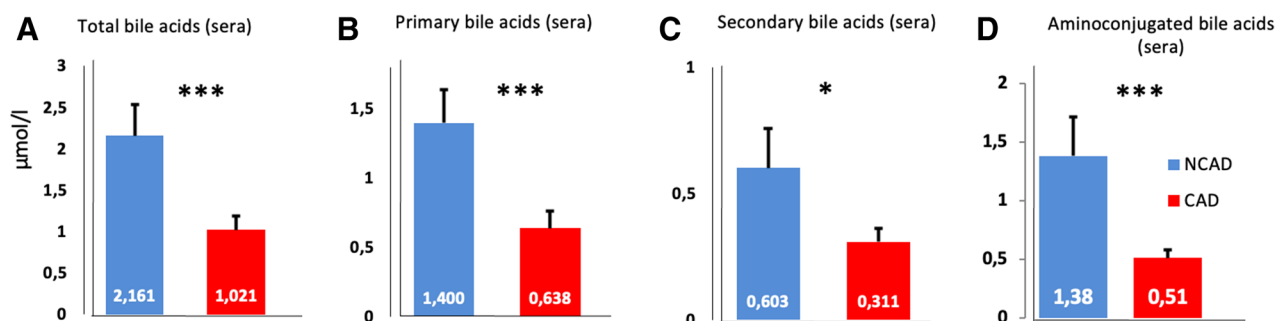 A
Total bile acids (sera)
μmol/l
3
2,5
2
1,5
1
0,5
0
***
2,161
1,021
B
Primary bile acids (sera)
1,5
1
0,5
0
***
1,400
0,638
C
Secondary bile acids (sera)
1
0,5
0
*
0,603
0,311
D
Aminoconjugated bile acids
(sera)
2
1,5
1
0,5
0
***
1,38
0,51
NCAD
CAD